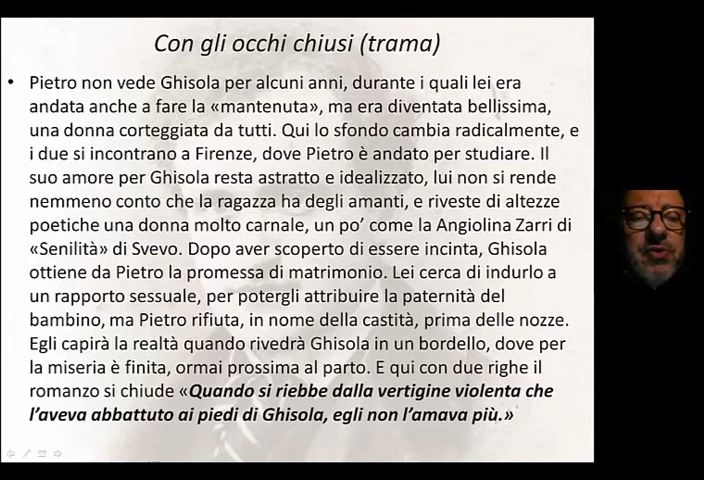 Con gli occhi chiusi (trama)
• Pietro non vede Ghisola per alcuni anni, durante i quali lei era
andata anche a fare la «mantenuta», ma era diventata bellissima,
una donna corteggiata da tutti. Qui lo sfondo cambia radicalmente, e
i due si incontrano a Firenze, dove Pietro è andato per studiare. Il
suo amore per Ghisola resta astratto e idealizzato, lui non si rende
nemmeno conto che la ragazza ha degli amanti, e riveste di altezze
poetiche una donna molto carnale, un po’ come la Angiolina Zarri di
«Senilità» di Svevo. Dopo aver scoperto di essere incinta, Ghisola
ottiene da Pietro la promessa di matrimonio. Lei cerca di indurlo a
un rapporto sessuale, per potergli attribuire la paternità del
bambino, ma Pietro rifiuta, in nome della castità, prima delle nozze.
Egli capirà la realtà quando rivedrà Ghisola in un bordello, dove per
la miseria è finita, ormai prossima al parto. E qui con due righe il
romanzo si chiude «Quando si riebbe dalla vertigine violenta che
l’aveva abbattuto ai piedi di Ghisola, egli non l’amava più.»